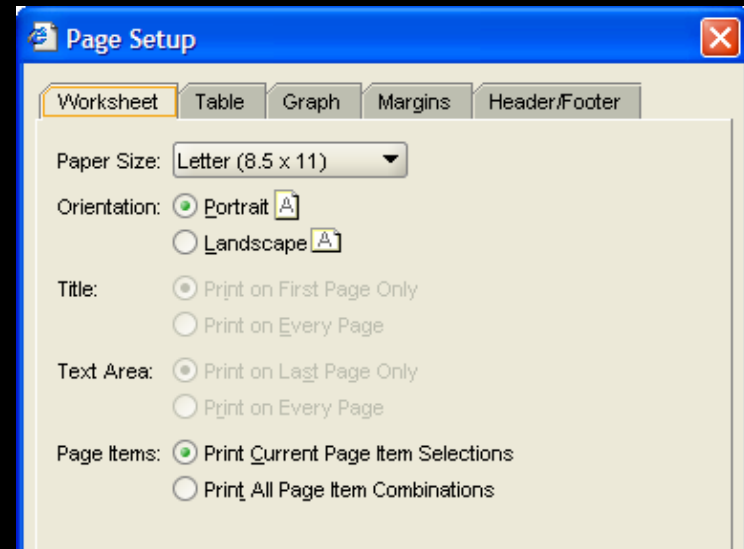 Page Setup
Worksheet Table Graph Margins Header/Footer
Paper Size: Letter (8.5 x 11)
Orientation: Portrait A
Landscape A
Title: Print on First Page Only
Print on Every Page
Text Area: Print on Last Page Only
Print on Every Page
Page Items: Print Current Page Item Selections
Print All Page Item Combinations